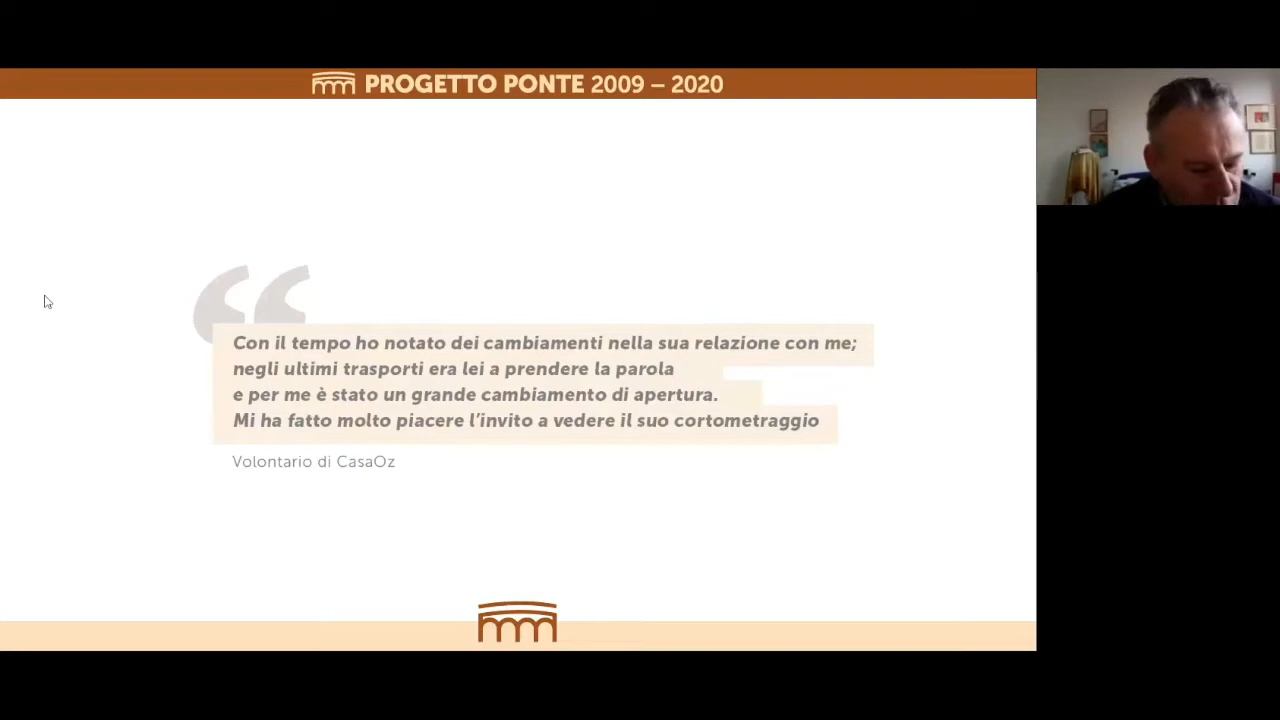 PROGETTO PONTE 2009 – 2020
Con il tempo ho notato dei cambiamenti nella sua relazione con me;
negli ultimi trasporti era lei a prendere la parola
e per me è stato un grande cambiamento di apertura.
Mi ha fatto molto piacere l’invito a vedere il suo cortometraggio
Volontario di CasaOz